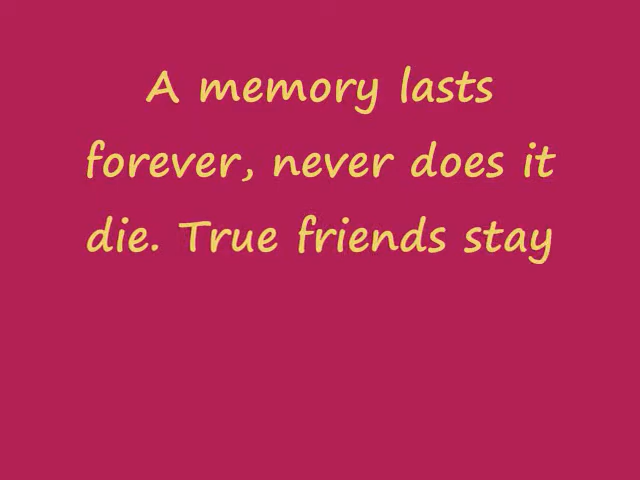 A memory lasts
forever, never does it
die. True friends stay